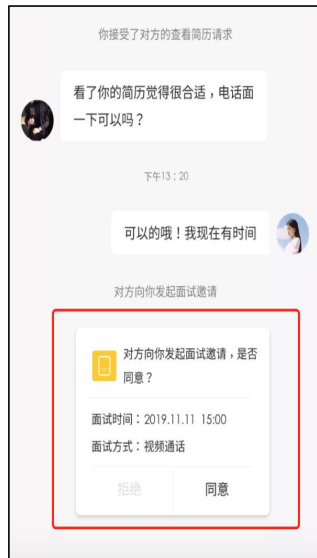 你接受了对方的查看简历请求
看了你的简历觉得很合适，电话面
一下可以吗？
下午13：20
可以的哦！我现在有时间
对方向你发起面试邀请
对方向你发起面试邀请，是否
同意？
面试时间：2019.11.11 15:00
面试方式：视频通话
拒绝 同意